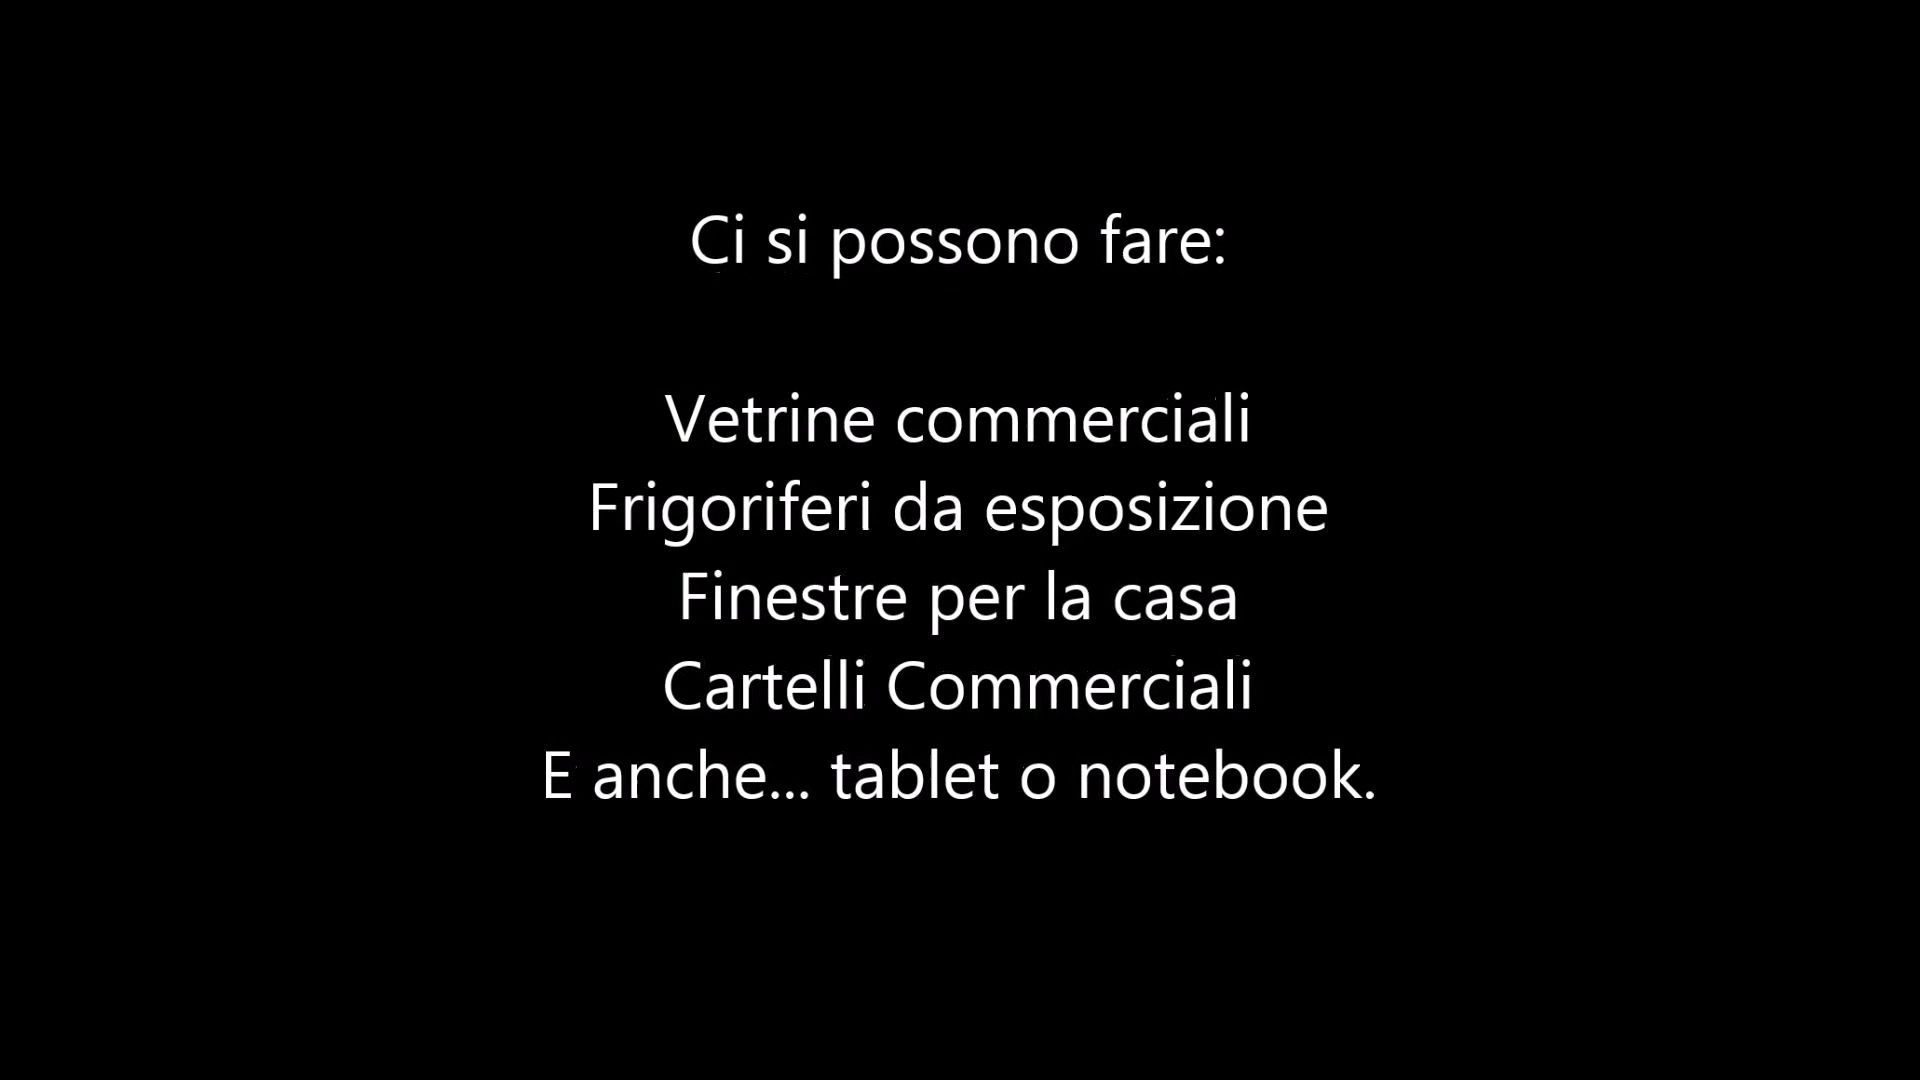 Ci si possono fare:
Vetrine commerciali
Frigoriferi da esposizione
Finestre per la casa
Cartelli Commerciali
E anche... tablet o notebook.